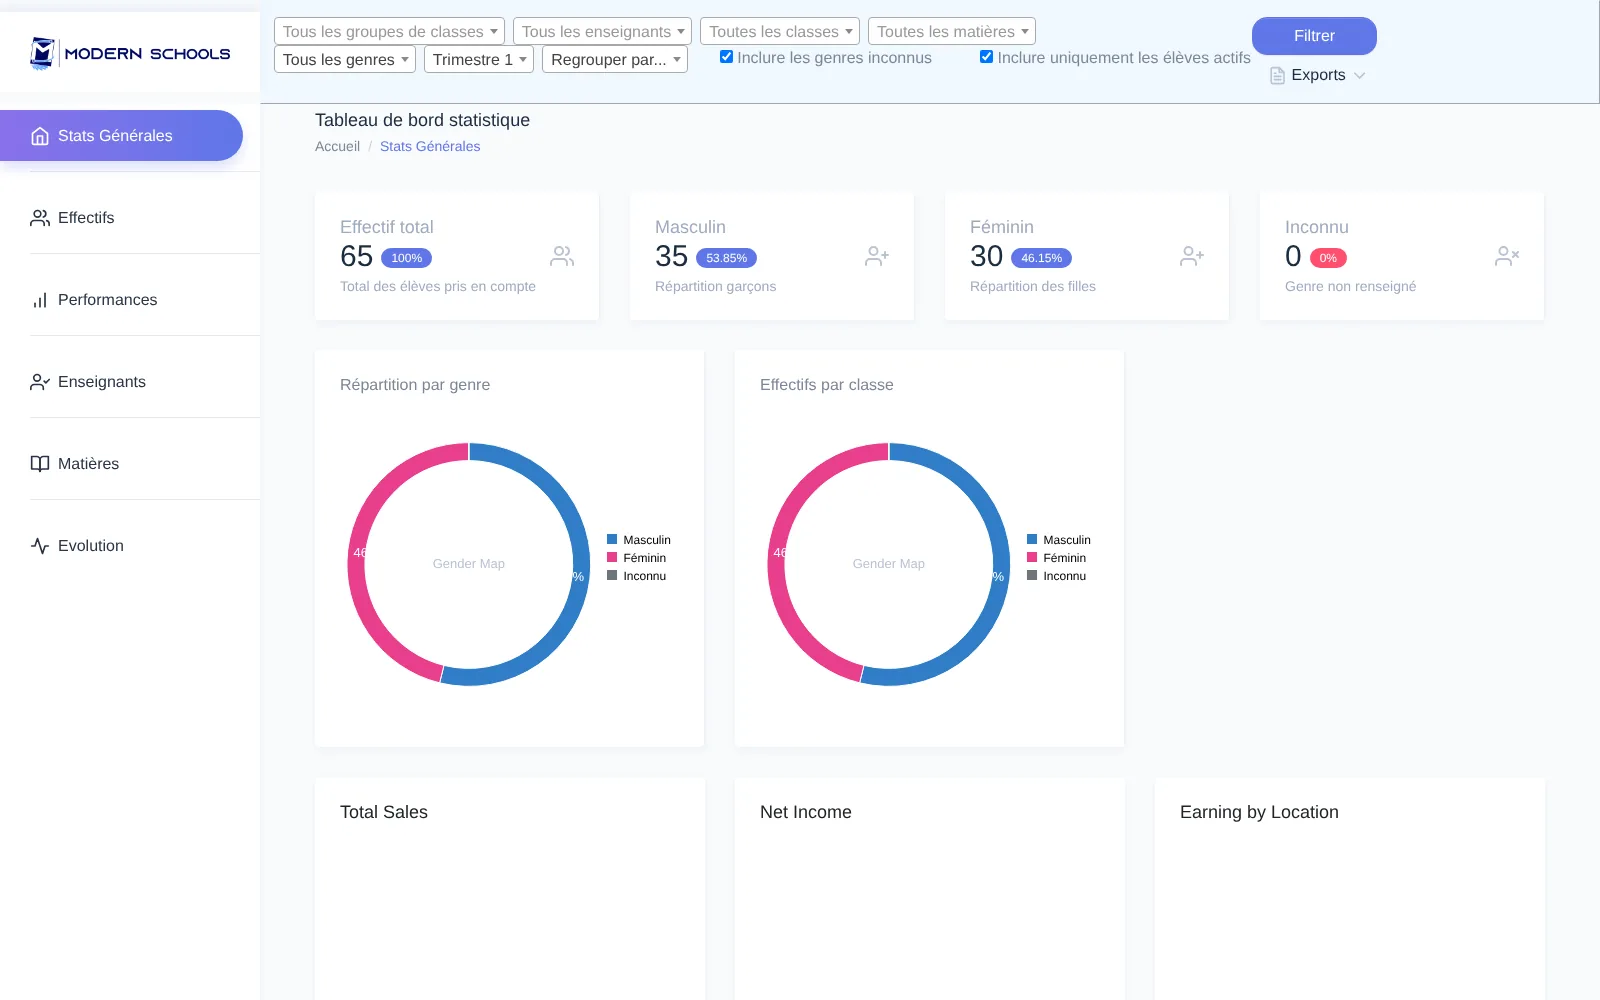 MODERN SCHOOLS
Tous les groupes de classes
Tous les enseignants
Toutes les classes
Toutes les matières
Filtrer
Tous les genres
Trimestre 1
Regrouper par...
Inclure les genres inconnus
Inclure uniquement les élèves actifs
Exports
Stats Générales
Effectifs
Performances
Enseignants
Matières
Evolution
Tableau de bord statistique
Accueil / Stats Générales
Effectif total
65 100%
Total des élèves pris en compte
Masculin
35 53.85%
Répartition garçons
Féminin
30 46.15%
Répartition des filles
Inconnu
0 0%
Genre non renseigné
Répartition par genre
46
Gender Map
%
Masculin
Féminin
Inconnu
Effectifs par classe
46
Gender Map
%
Masculin
Féminin
Inconnu
Total Sales
Net Income
Earning by Location